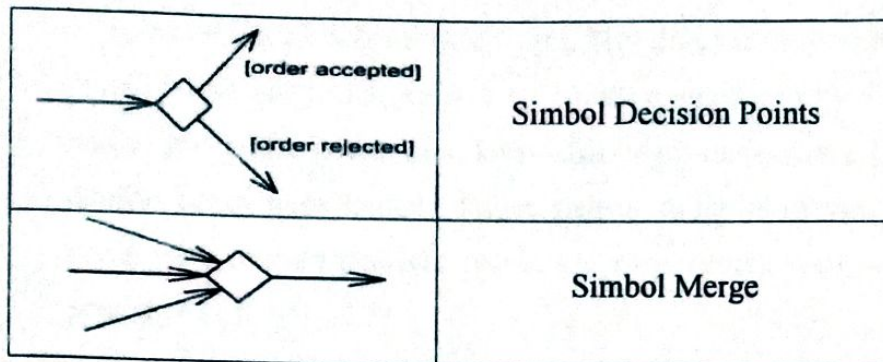 [order accepted]
Simbol Decision Points
[order rejected]
Simbol Merge